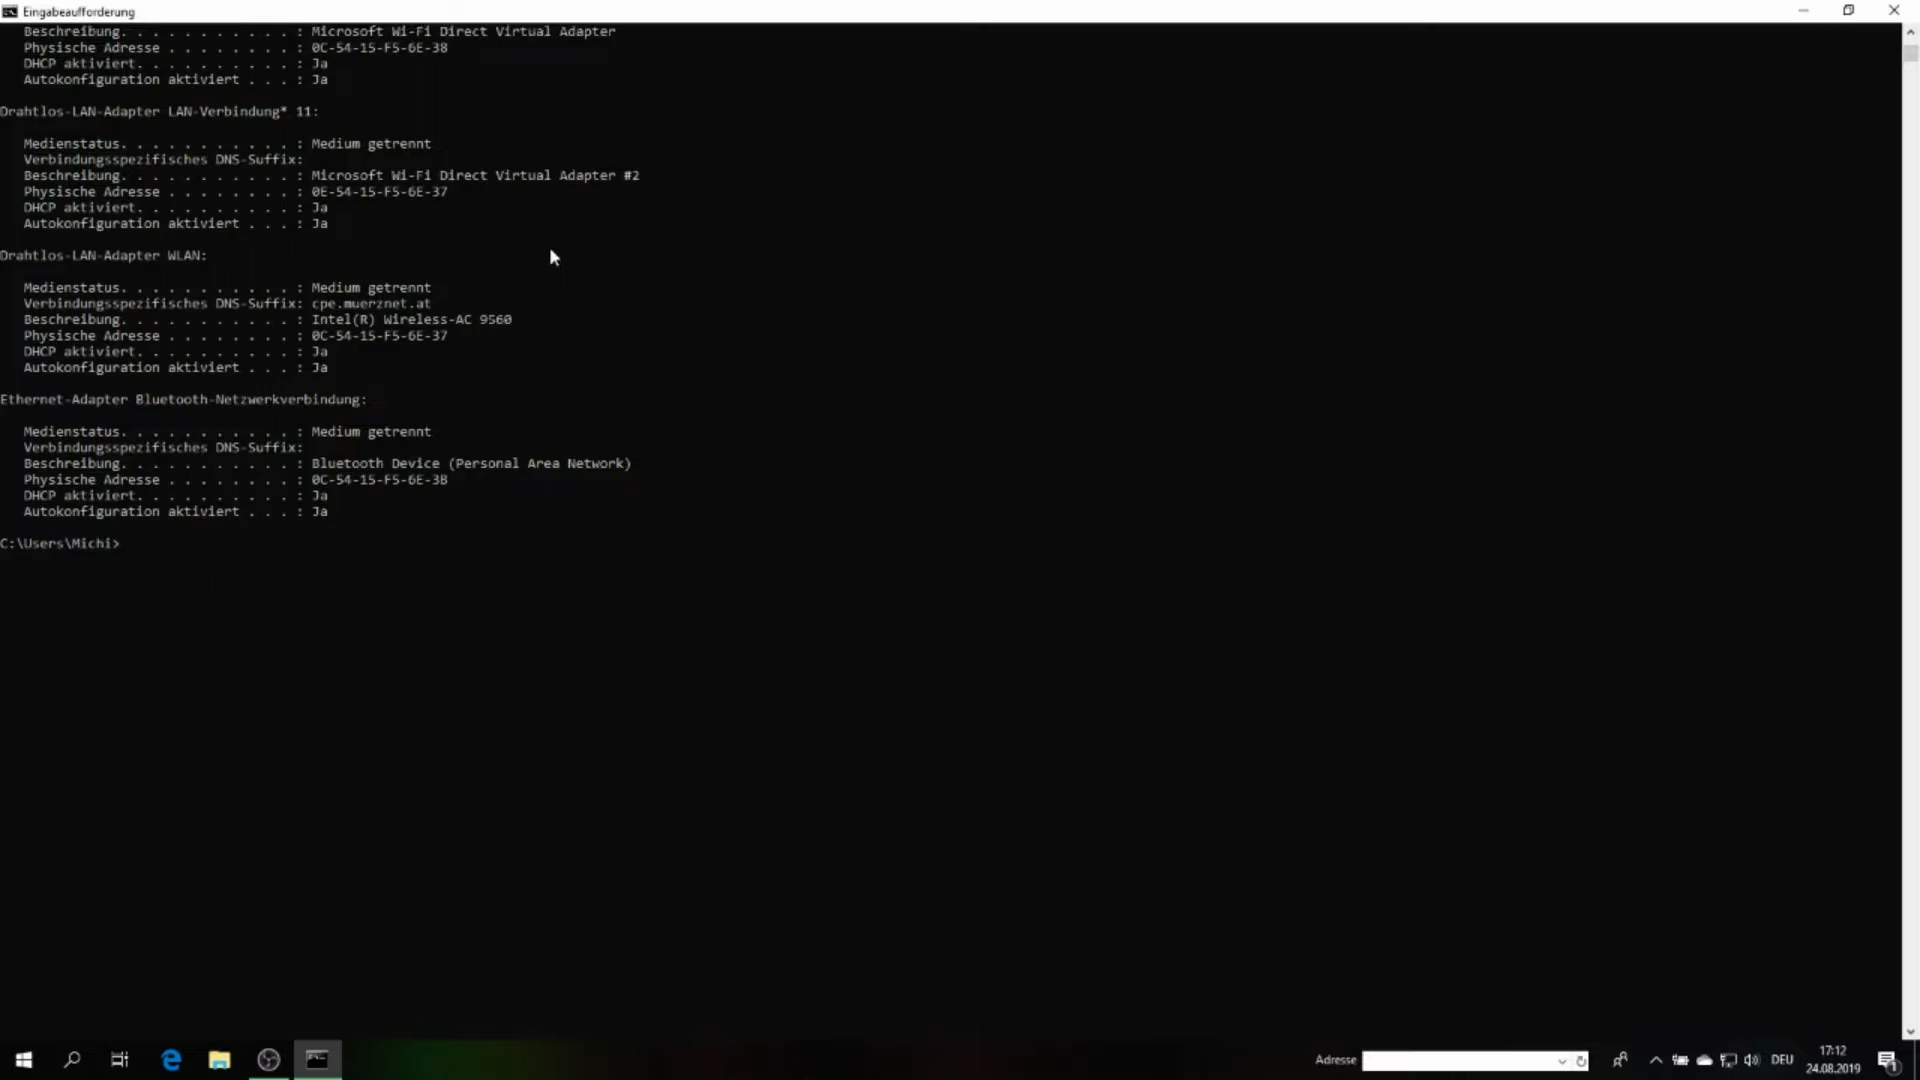 Eingabeaufforderung
Beschreibung. . . . . . . . . . . : Microsoft Wi-Fi Direct Virtual Adapter
Physische Adresse . . . . . . . . : 0C-54-15-F5-6E-38
DHCP aktiviert. . . . . . . . . . : Ja
Autokonfiguration aktiviert . . . : Ja
Drahtlos-LAN-Adapter LAN-Verbindung* 11:
Medienstatus. . . . . . . . . . . : Medium getrennt
Verbindungsspezifisches DNS-Suffix:
Beschreibung. . . . . . . . . . . : Microsoft Wi-Fi Direct Virtual Adapter #2
Physische Adresse . . . . . . . . : 0E-54-15-F5-6E-37
DHCP aktiviert. . . . . . . . . . : Ja
Autokonfiguration aktiviert . . . : Ja
Drahtlos-LAN-Adapter WLAN:
Medienstatus. . . . . . . . . . . : Medium getrennt
Verbindungsspezifisches DNS-Suffix: cpe.muerznet.at
Beschreibung. . . . . . . . . . . : Intel(R) Wireless-AC 9560
Physische Adresse . . . . . . . . : 0C-54-15-F5-6E-37
DHCP aktiviert. . . . . . . . . . : Ja
Autokonfiguration aktiviert . . . : Ja
Ethernet-Adapter Bluetooth-Netzwerkverbindung:
Medienstatus. . . . . . . . . . . : Medium getrennt
Verbindungsspezifisches DNS-Suffix:
Beschreibung. . . . . . . . . . . : Bluetooth Device (Personal Area Network)
Physische Adresse . . . . . . . . : 0C-54-15-F5-6E-3B
DHCP aktiviert. . . . . . . . . . : Ja
Autokonfiguration aktiviert . . . : Ja
C:\Users\Michi>
Adresse
DEU
17:12
24.08.2019
1